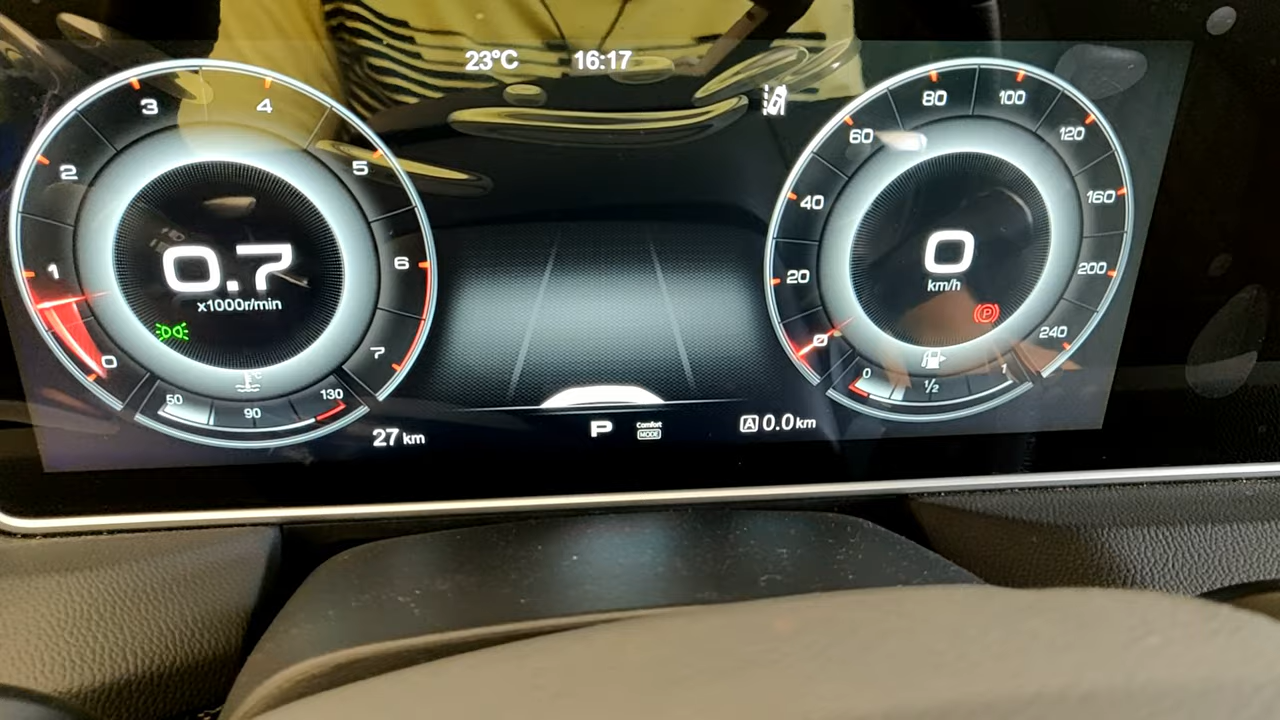 23°C 16:17
0 1 2 3 4 5 6 7
0.7
x1000r/min
50 90 130
27 km
P
Comfort
MODE
A 0.0 km
0 20 40 60 80 100 120 160 200 240
0
km/h
P
0 1/2 1